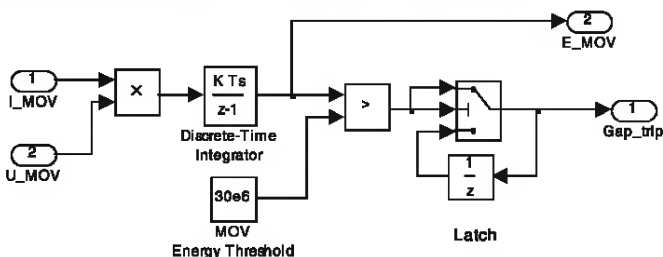 2
E_MOV
1
I_MOV
×
K Ts
z-1
Discrete-Time
Integrator
>
1
Gap_trip
2
U_MOV
30e6
MOV
Energy Threshold
1
z
Latch